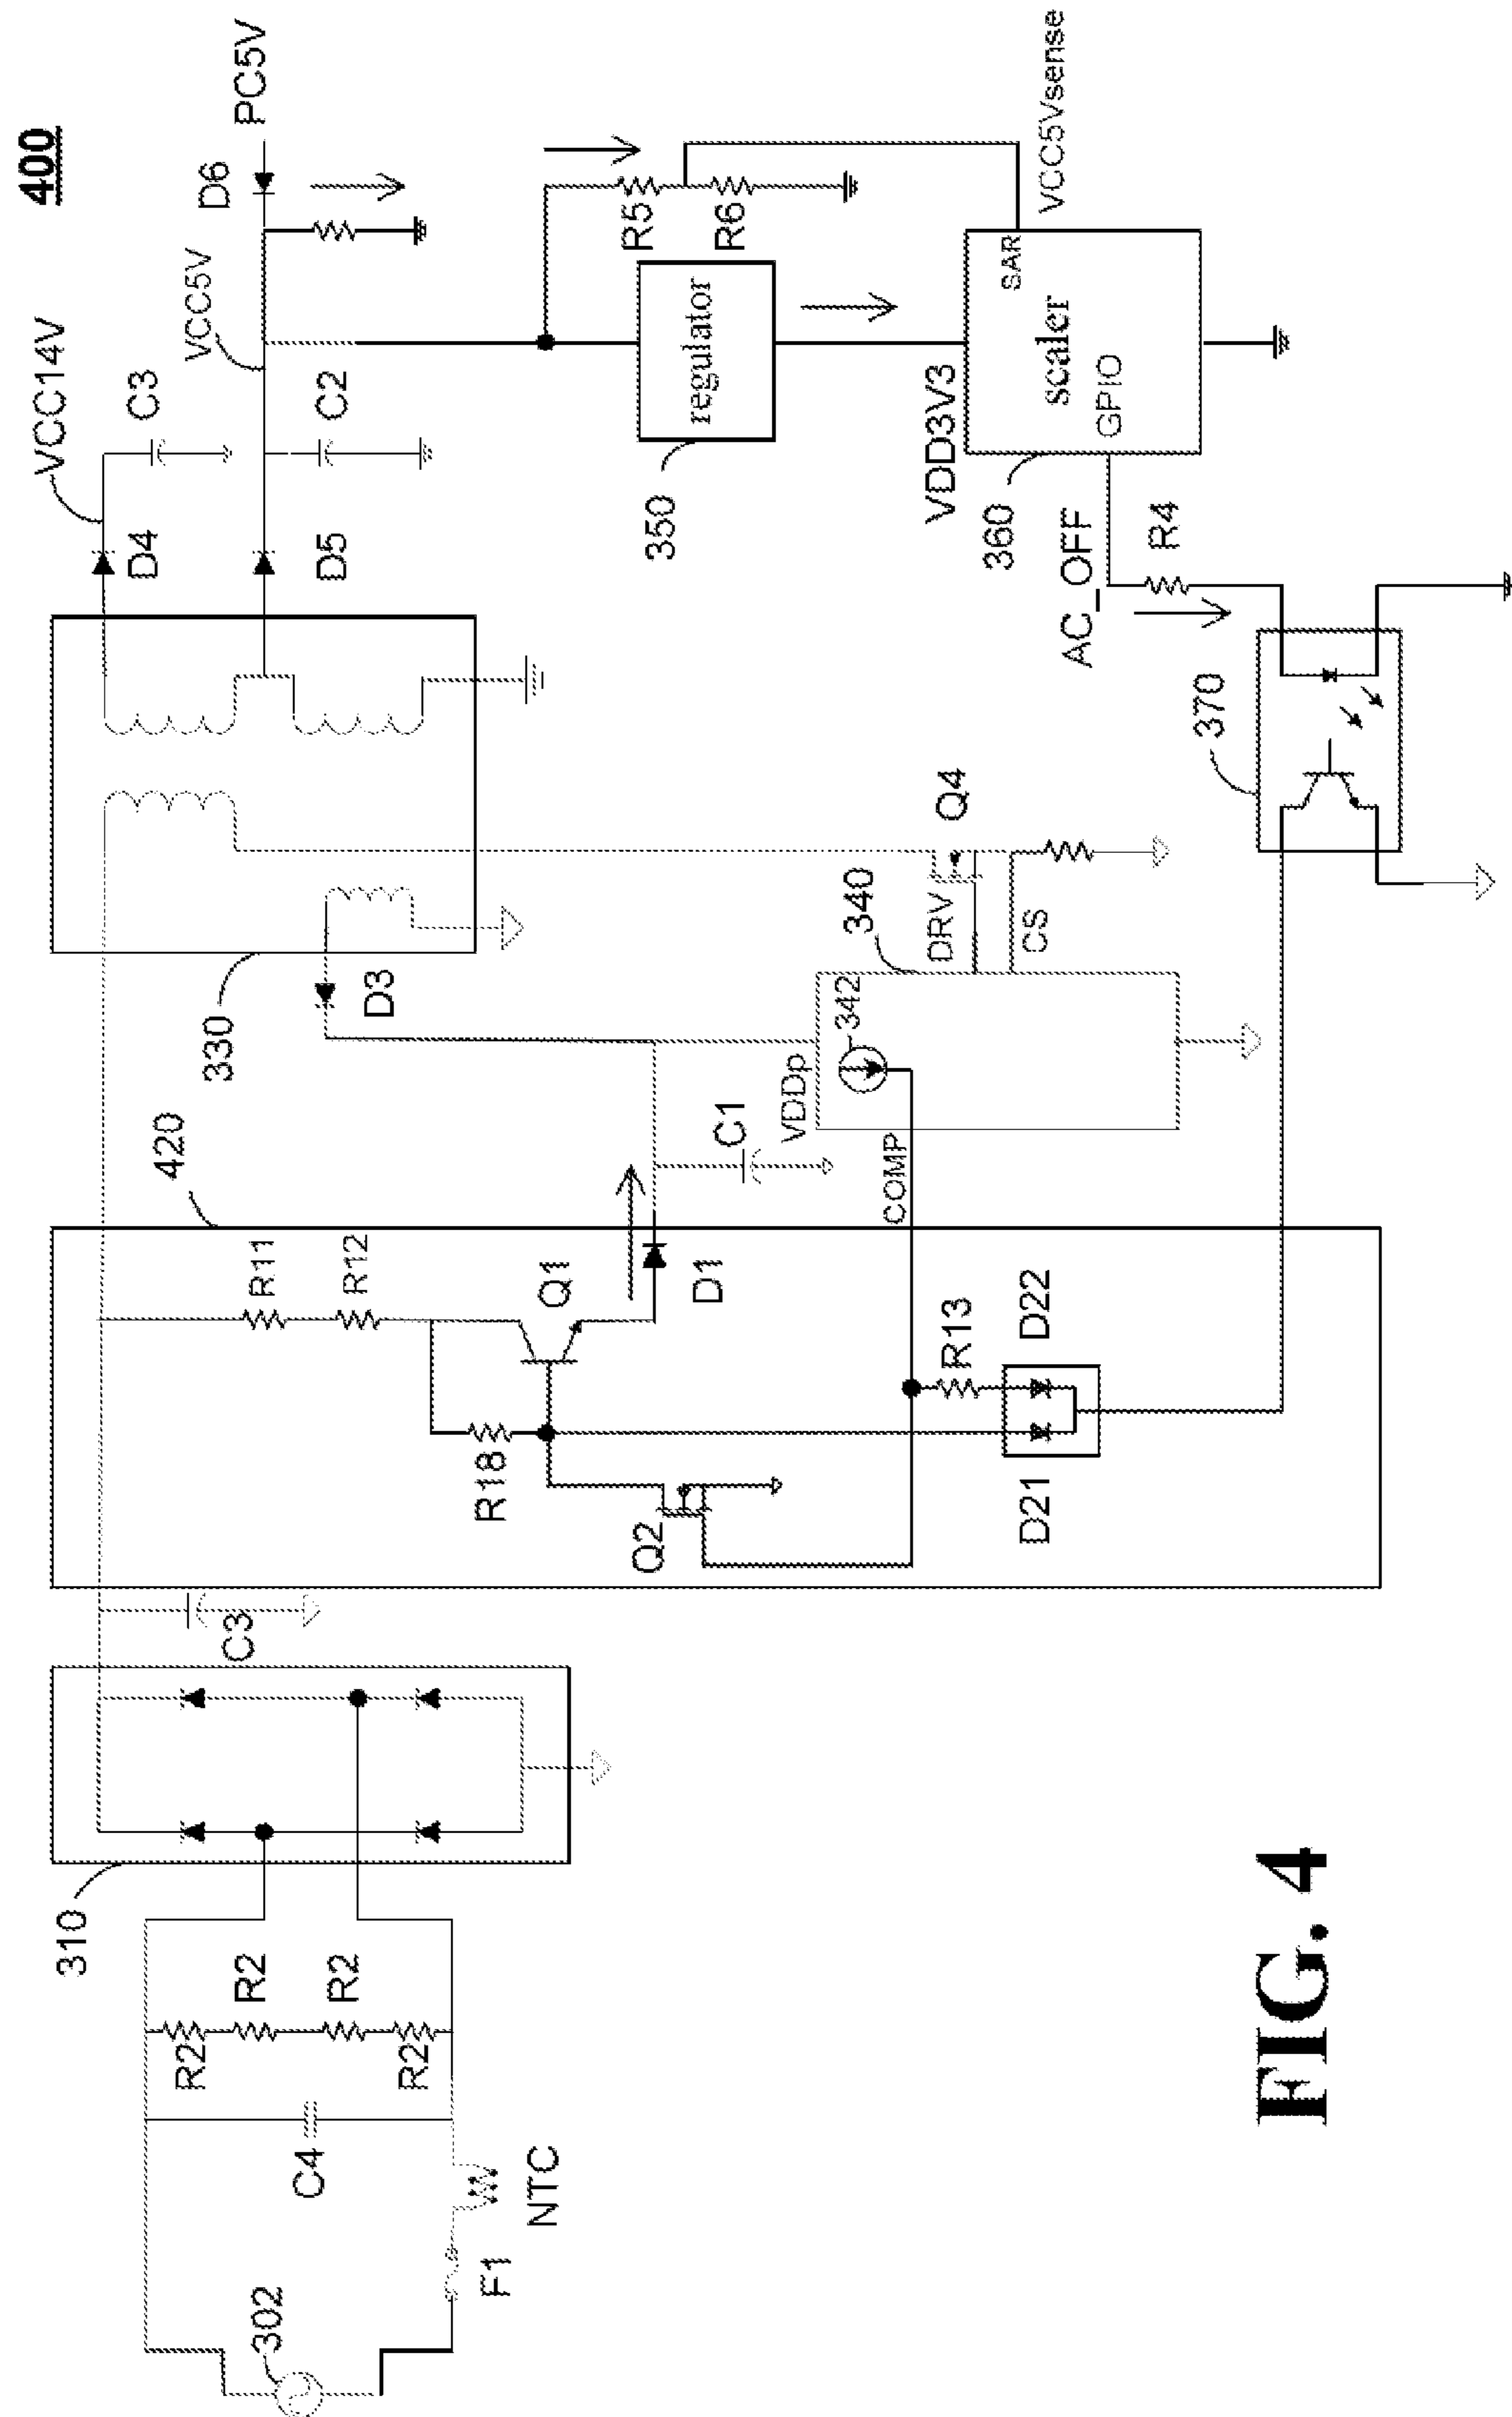 400
302
F1
NTC
C4
R2
R2
R2
R2
310
C3
420
R11
R12
R18
Q1
D1
Q2
R13
D21
D22
C1
VDDp
COMP
342
340
DRV
CS
Q4
330
D3
D4
D5
VCC14V
C3
VCC5V
C2
D6
PC5V
R5
R6
regulator
350
VDD3V3
SAR
scaler
GPIO
360
VCC5Vsense
AC_OFF
R4
370
FIG. 4